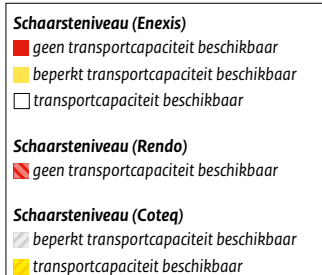 Schaarsteniveau (Enexis)
geen transportcapaciteit beschikbaar
beperkt transportcapaciteit beschikbaar
transportcapaciteit beschikbaar
Schaarsteniveau (Rendo)
geen transportcapaciteit beschikbaar
Schaarsteniveau (Coteq)
beperkt transportcapaciteit beschikbaar
transportcapaciteit beschikbaar